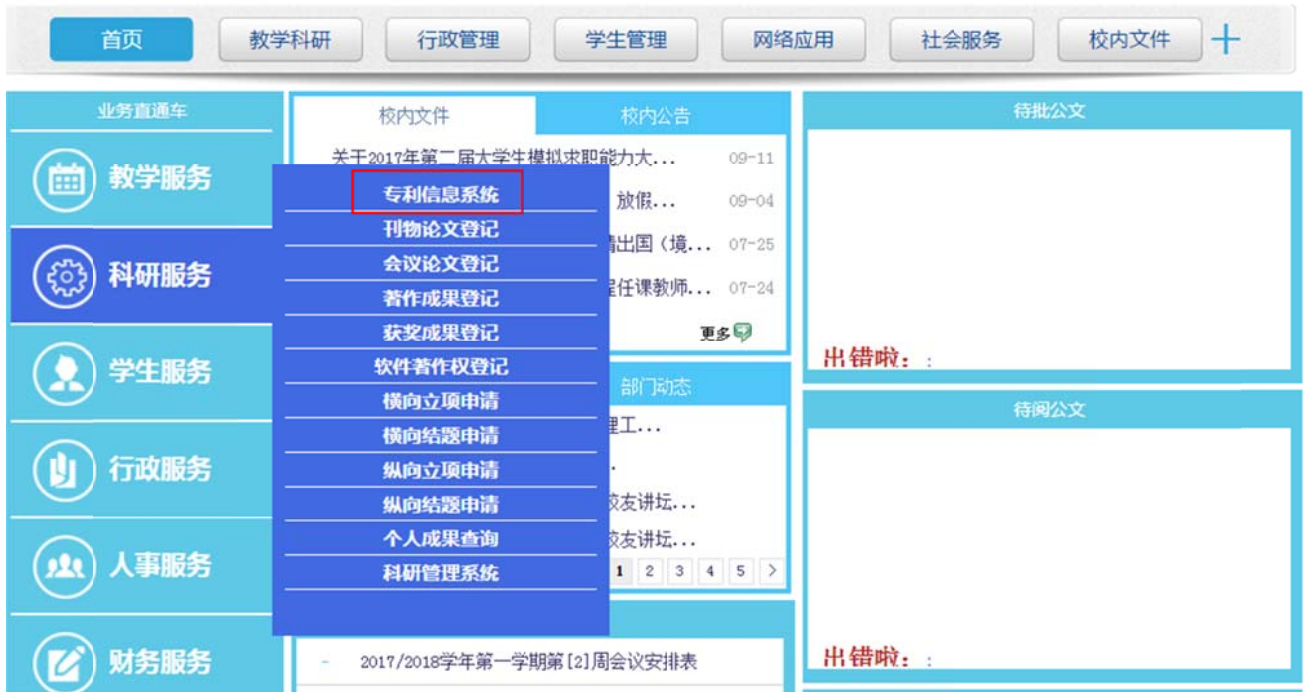 首页 教学科研 行政管理 学生管理 网络应用 社会服务 校内文件
业务直通车
教学服务
科研服务
学生服务
行政服务
人事服务
财务服务
校内文件 校内公告
关于2017年第二届大学生模拟求职能力大... 09-11
放假... 09-04
出国（境... 07-25
任课教师... 07-24
更多
专利信息系统
刊物论文登记
会议论文登记
著作成果登记
获奖成果登记
软件著作权登记
横向立项申请
横向结题申请
纵向立项申请
纵向结题申请
个人成果查询
科研管理系统
部门动态
理工...
.
校友讲坛...
校友讲坛...
1 2 3 4 5 >
- 2017/2018学年第一学期第[2]周会议安排表
待批公文
出错啦： :
待阅公文
出错啦： :